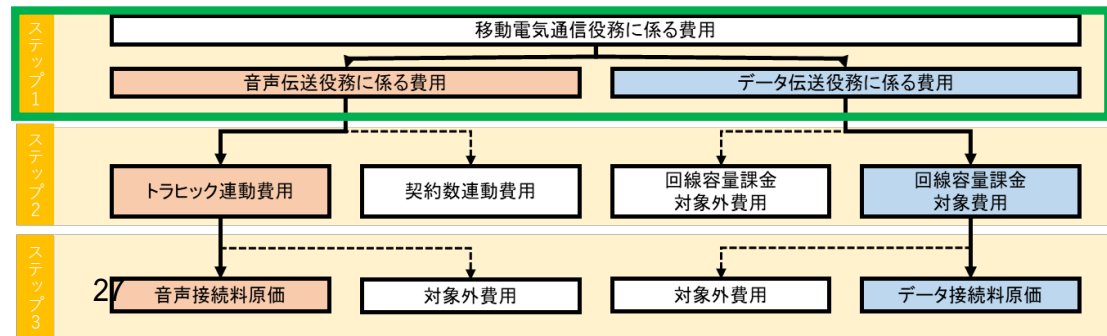 ステップ1
移動電気通信役務に係る費用
音声伝送役務に係る費用
データ伝送役務に係る費用
ステップ2
トラヒック連動費用
契約数連動費用
回線容量課金
対象外費用
回線容量課金
対象費用
ステップ3
27
音声接続料原価
対象外費用
対象外費用
データ接続料原価